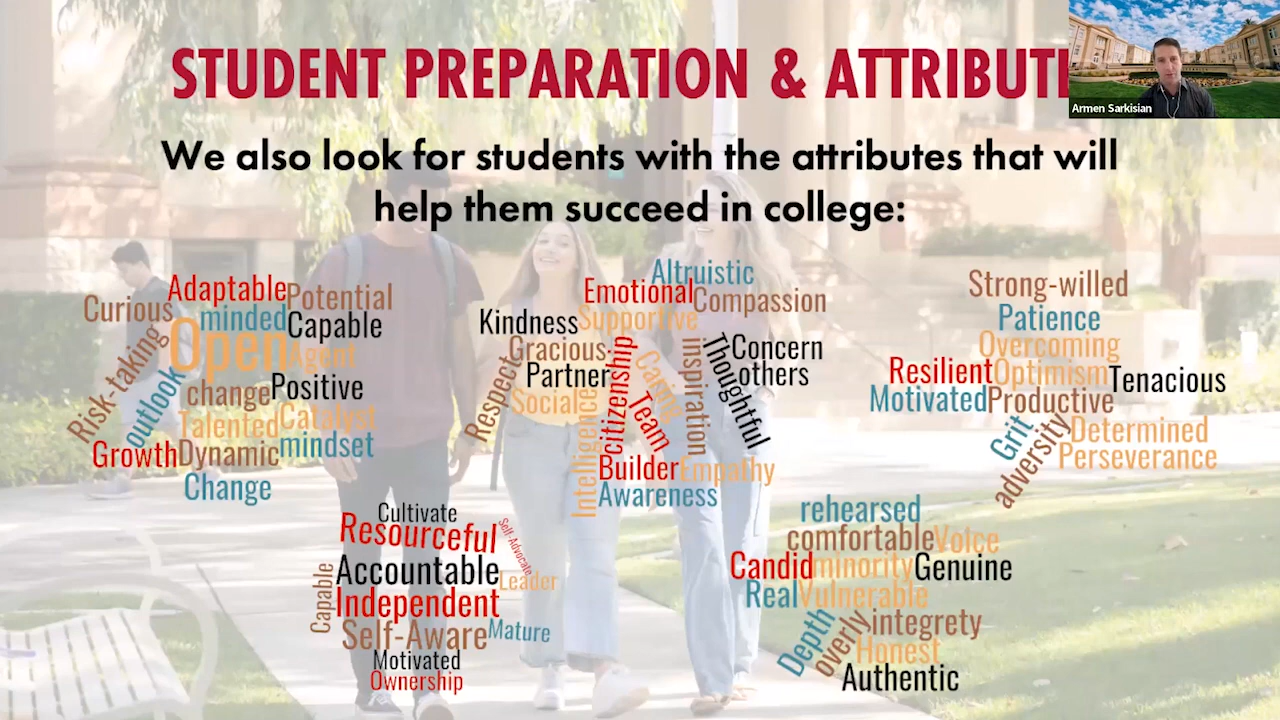 STUDENT PREPARATION & ATTRIBUT
Armen Sarkisian
We also look for students with the attributes that will
help them succeed in college:
Curious
Adaptable
Potential
minded
Capable
Open
Agent
Risk-taking
outlook
change
Positive
Talented
Catalyst
Growth
Dynamic
mindset
Change
Altruistic
Emotional
Compassion
Kindness
Supportive
Gracious
Partner
Respect
Social
Intelligence
citizenship
Caring
Team
inspiration
Thoughtful
Concern
others
Builder
Empathy
Awareness
Strong-willed
Patience
Overcoming
Resilient
Optimism
Tenacious
Motivated
Productive
Grit
adversity
Determined
Perseverance
Cultivate
Resourceful
Self-Advocate
Accountable
Leader
Capable
Independent
Self-Aware
Mature
Motivated
Ownership
rehearsed
comfortable
Voice
Candid
minority
Genuine
Real
Vulnerable
Depth
overly
integrety
Honest
Authentic